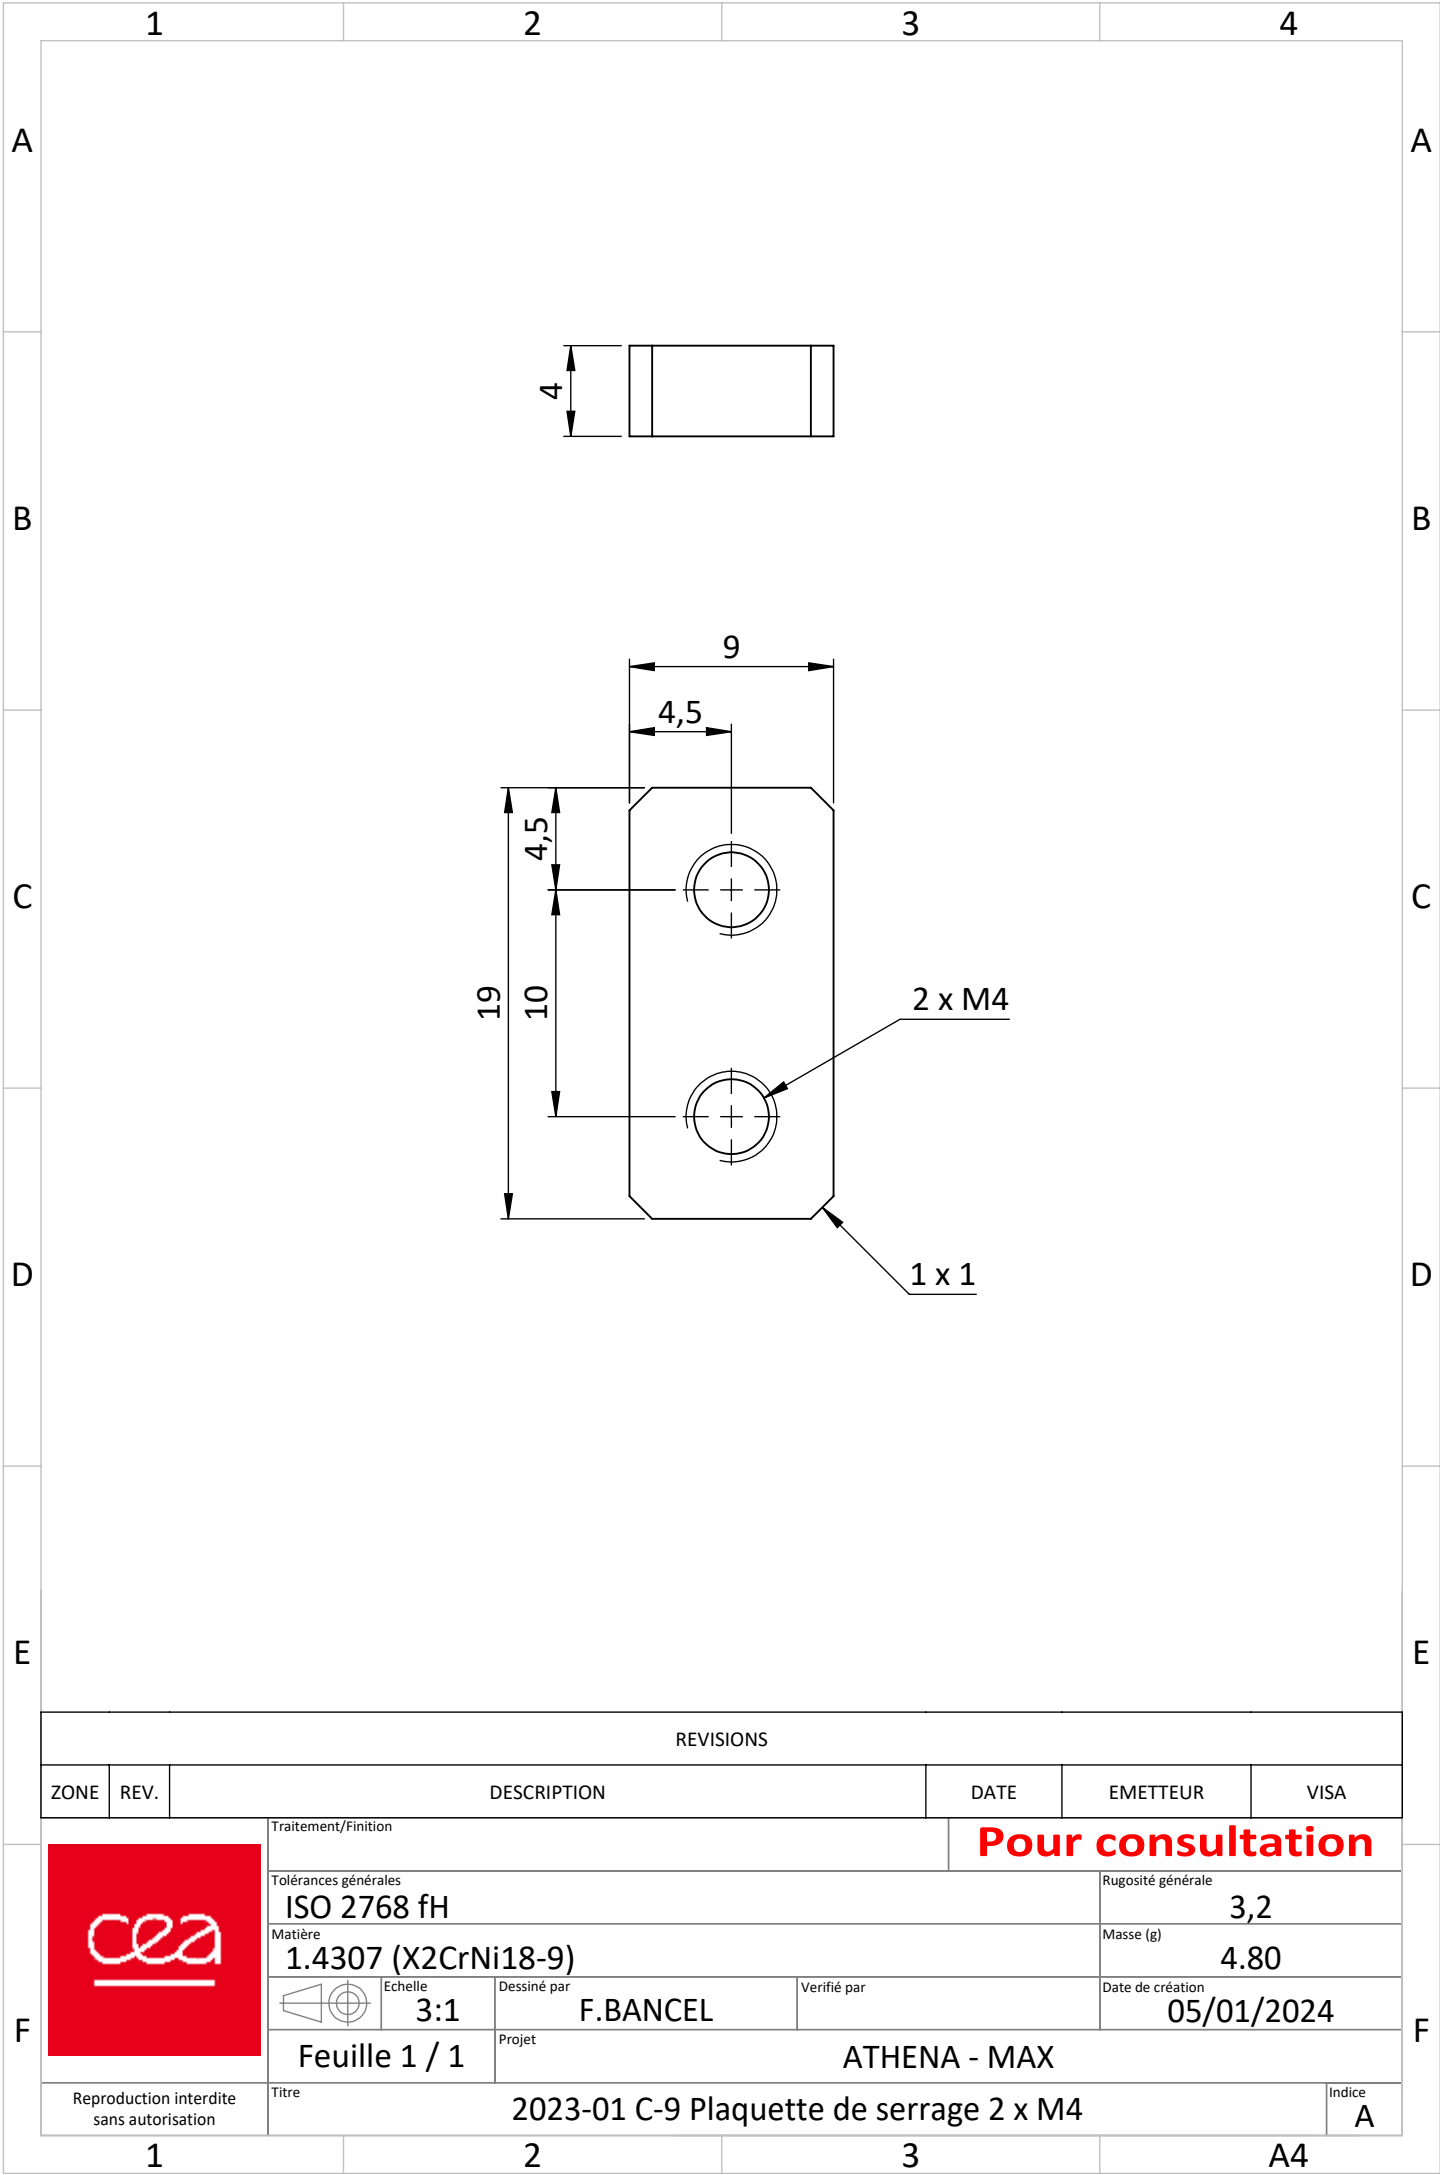 1 2 3 4
A A
B B
C C
D D
E E
F F
4
9
4,5
4,5
19
10
2 x M4
1 x 1
REVISIONS
ZONE REV. DESCRIPTION DATE EMETTEUR VISA
Traitement/Finition
Pour consultation
Tolérances générales
ISO 2768 fH
Rugosité générale
3,2
Matière
1.4307 (X2CrNi18-9)
Masse (g)
4.80
cea
Echelle
3:1
Dessiné par
F.BANCEL
Verifié par
Date de création
05/01/2024
Feuille 1 / 1
Projet
ATHENA - MAX
Reproduction interdite
sans autorisation
Titre
2023-01 C-9 Plaquette de serrage 2 x M4
Indice
A
1 2 3 A4